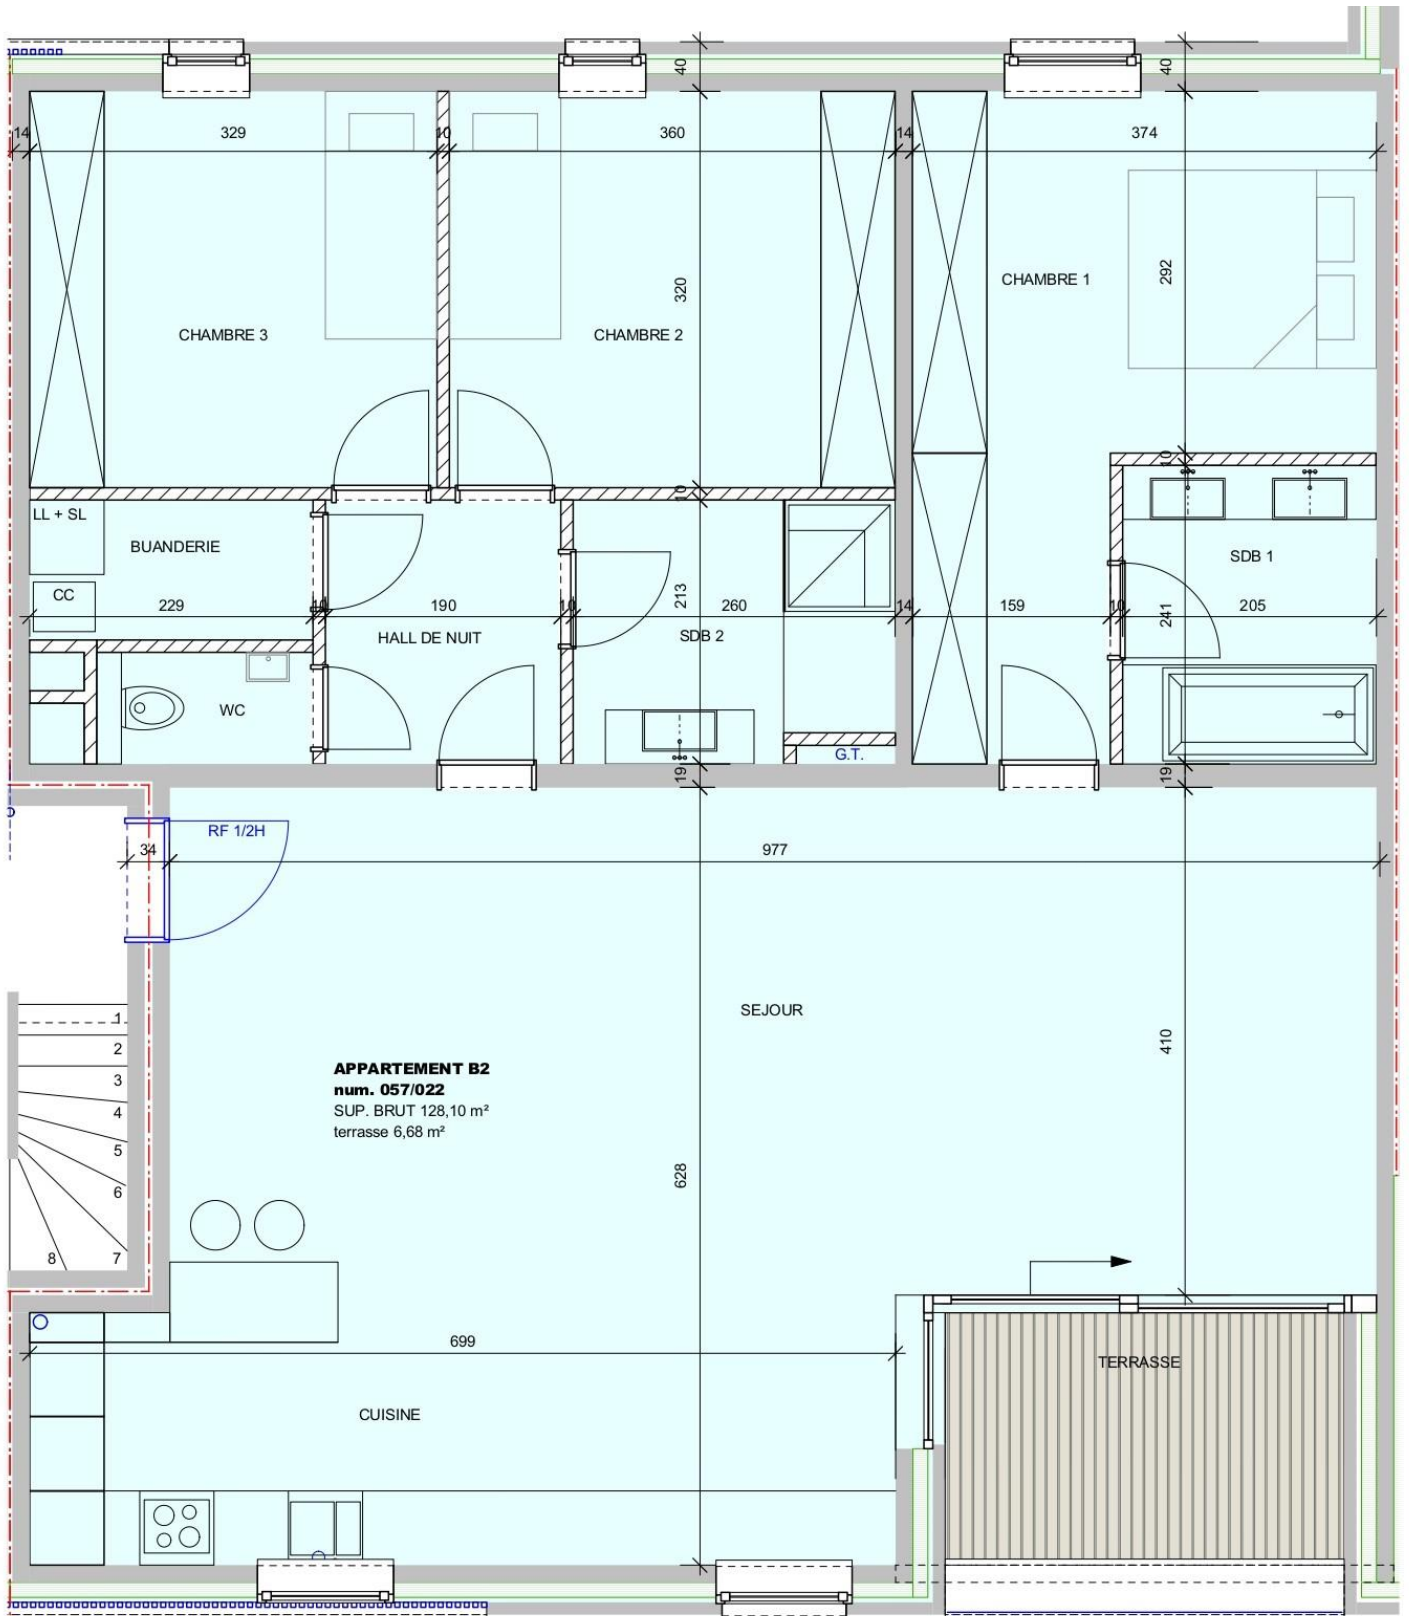 40
40
14
329
10
360
14
374
320
292
CHAMBRE 1
CHAMBRE 3
CHAMBRE 2
10
10
LL + SL
BUANDERIE
SDB 1
CC
229
10
190
10
213
260
14
159
10
241
205
HALL DE NUIT
SDB 2
WC
G.T.
19
19
RF 1/2H
34
977
SEJOUR
1
2
3
4
5
6
7
8
410
APPARTEMENT B2
num. 057/022
SUP. BRUT 128,10 m²
terrasse 6,68 m²
628
699
TERRASSE
CUISINE